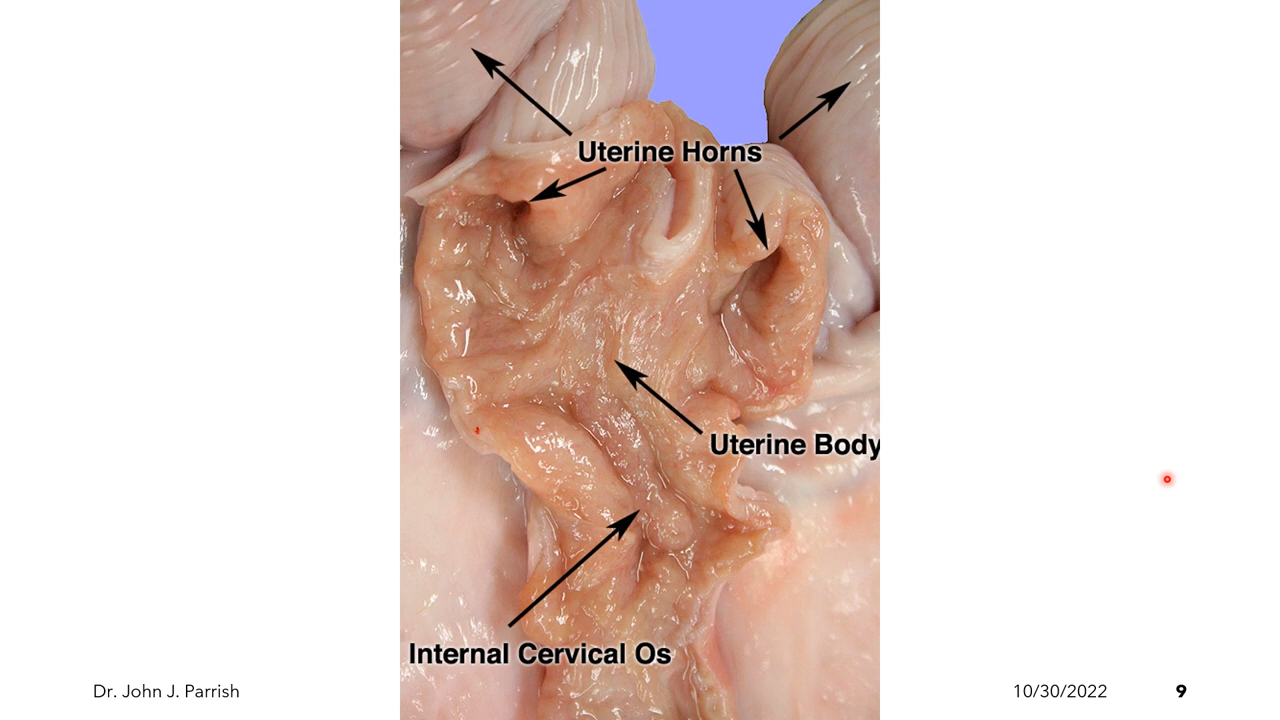 Uterine Horns
Uterine Body
Internal Cervical Os
Dr. John J. Parrish
10/30/2022
9